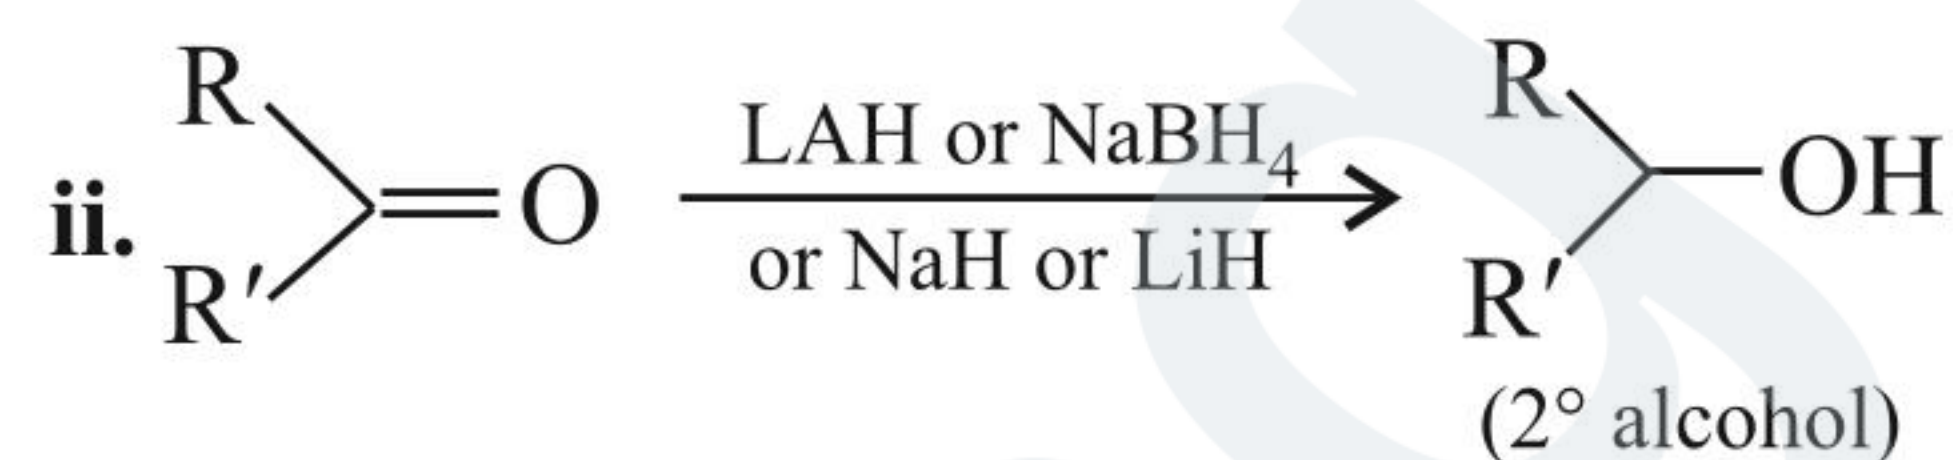 ii. R R′ O
LAH or NaBH₄
or NaH or LiH
R R′ OH
(2° alcohol)